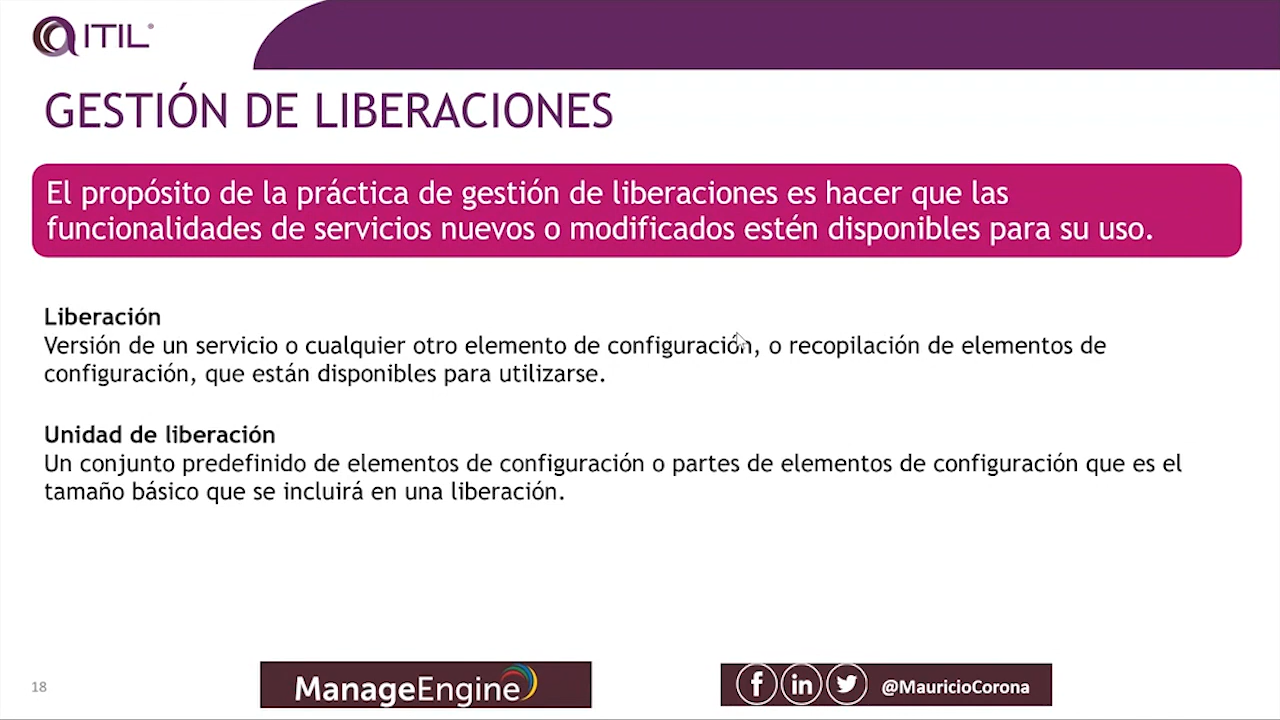 ITIL®
GESTIÓN DE LIBERACIONES
El propósito de la práctica de gestión de liberaciones es hacer que las
funcionalidades de servicios nuevos o modificados estén disponibles para su uso.
Liberación
Versión de un servicio o cualquier otro elemento de configuración, o recopilación de elementos de
configuración, que están disponibles para utilizarse.
Unidad de liberación
Un conjunto predefinido de elementos de configuración o partes de elementos de configuración que es el
tamaño básico que se incluirá en una liberación.
18
ManageEngine
@MauricioCorona